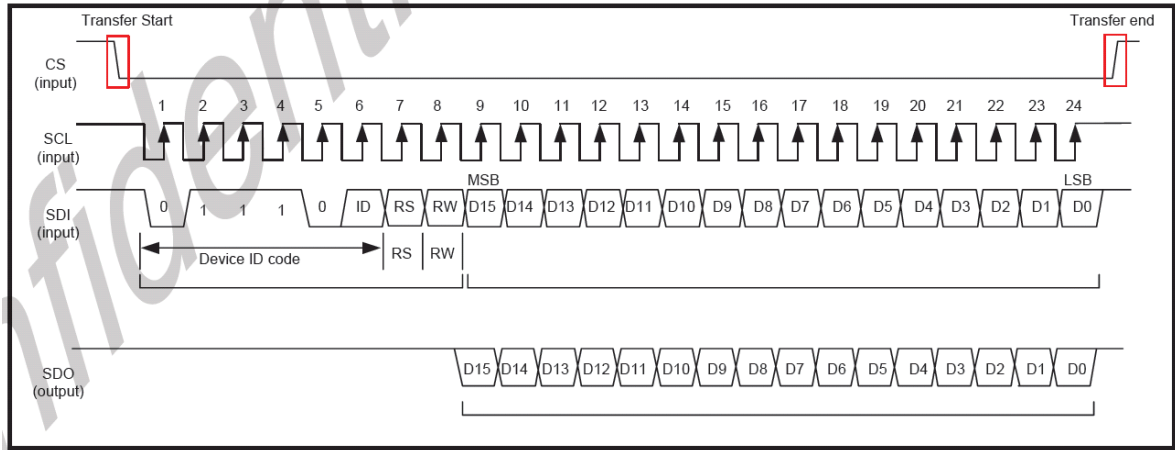 Transfer Start
Transfer end
CS
(input)
1 2 3 4 5 6 7 8 9 10 11 12 13 14 15 16 17 18 19 20 21 22 23 24
SCL
(input)
MSB
LSB
SDI
(input)
0 1 1 1 0 ID RS RW D15 D14 D13 D12 D11 D10 D9 D8 D7 D6 D5 D4 D3 D2 D1 D0
Device ID code RS RW
SDO
(output)
D15 D14 D13 D12 D11 D10 D9 D8 D7 D6 D5 D4 D3 D2 D1 D0
nfident